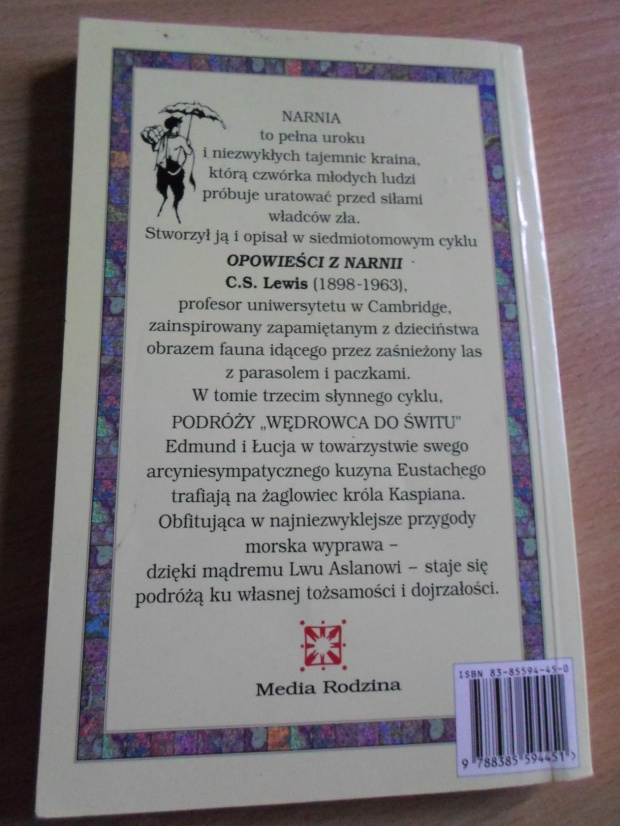 NARNIA
to pełna uroku
i niezwykłych tajemnic kraina,
którą czwórka młodych ludzi
próbuje uratować przed siłami
władców zła.
Stworzył ją i opisał w siedmiotomowym cyklu
OPOWIEŚCI Z NARNII
C.S. Lewis (1898-1963),
profesor uniwersytetu w Cambridge,
zainspirowany zapamiętanym z dzieciństwa
obrazem fauna idącego przez zaśnieżony las
z parasolem i paczkami.
W tomie trzecim słynnego cyklu,
PODRÓŻY „WĘDROWCA DO ŚWITU"
Edmund i Łucja w towarzystwie swego
arcyniesympatycznego kuzyna Eustachego
trafiają na żaglowiec króla Kaspiana.
Obfitująca w najniezwyklejsze przygody
morska wyprawa –
dzięki mądremu Lwu Aslanowi – staje się
podróżą ku własnej tożsamości i dojrzałości.
Media Rodzina
ISBN 83-85594-45-0
9 788385 594451 >